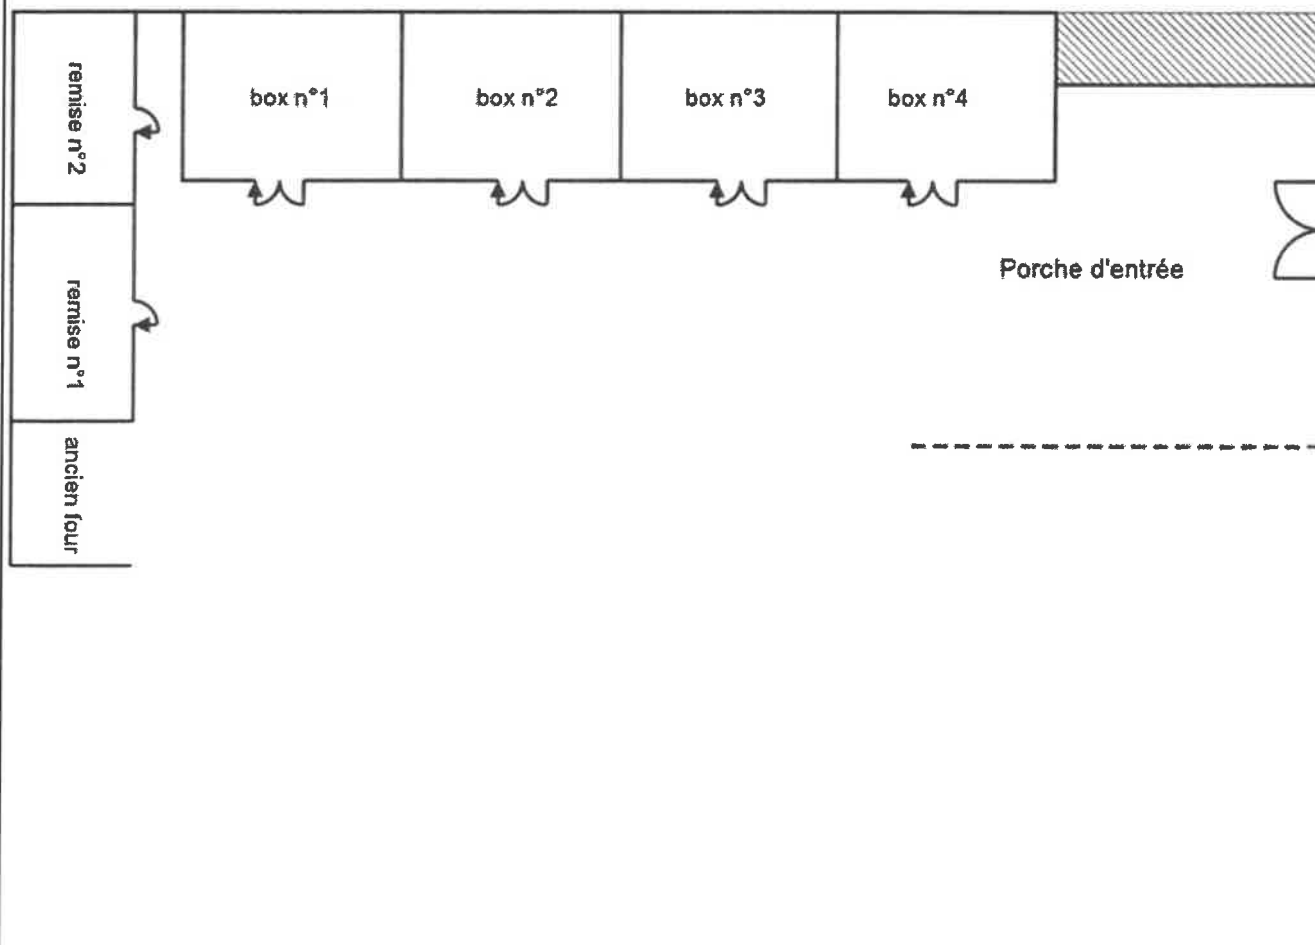 box n°1
box n°2
box n°3
box n°4
remise n°2
remise n°1
ancien four
Porche d'entrée